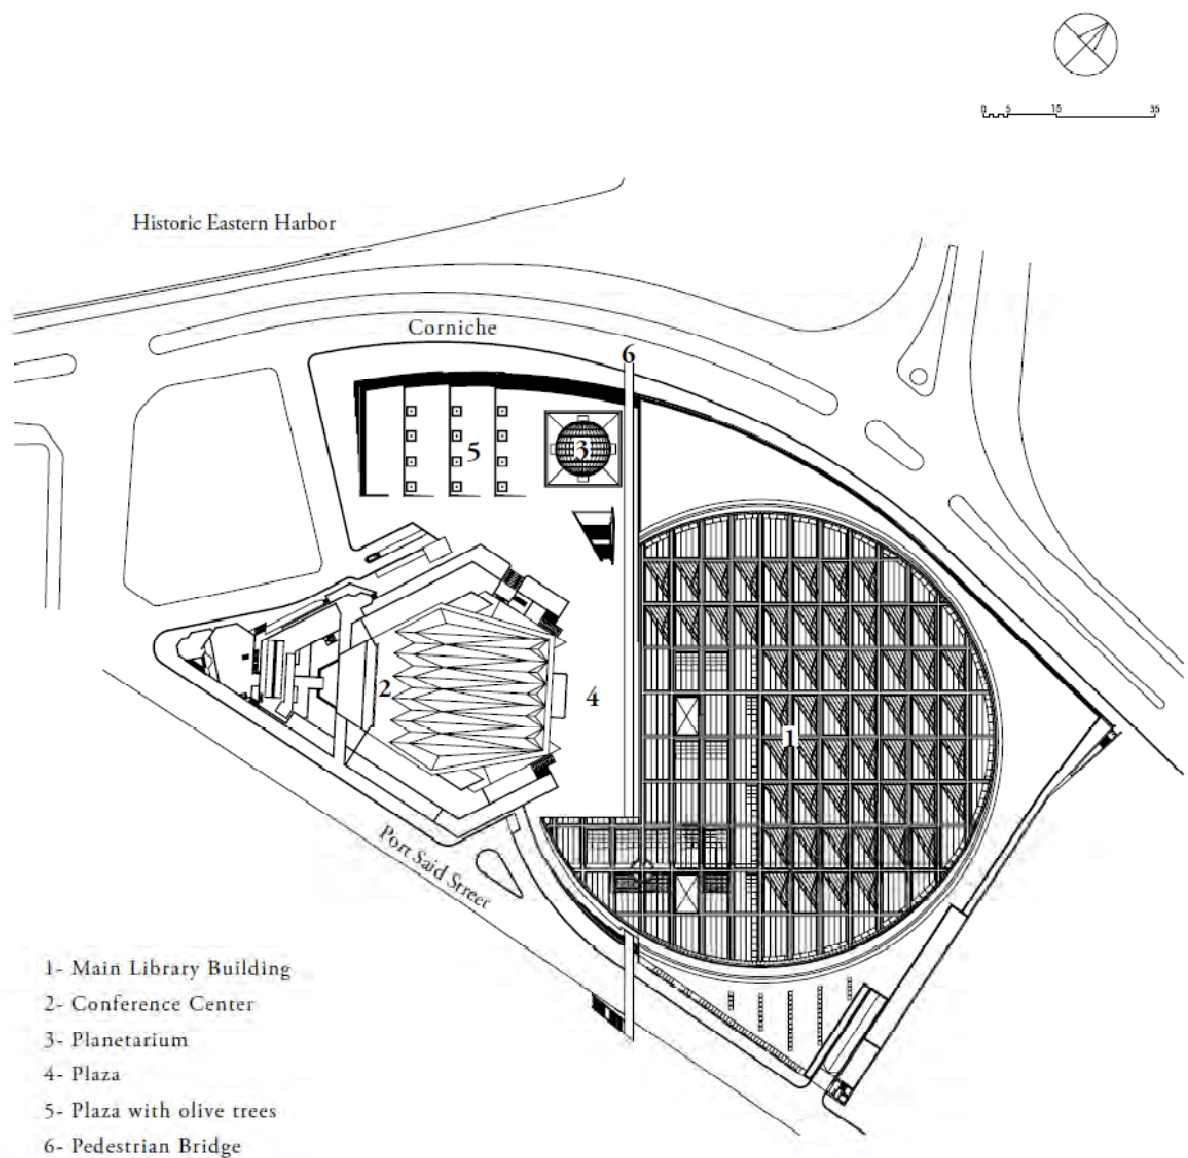 0 5 15 35
Historic Eastern Harbor
Corniche
6
5
3
2
4
1
Port Said Street
1- Main Library Building
2- Conference Center
3- Planetarium
4- Plaza
5- Plaza with olive trees
6- Pedestrian Bridge